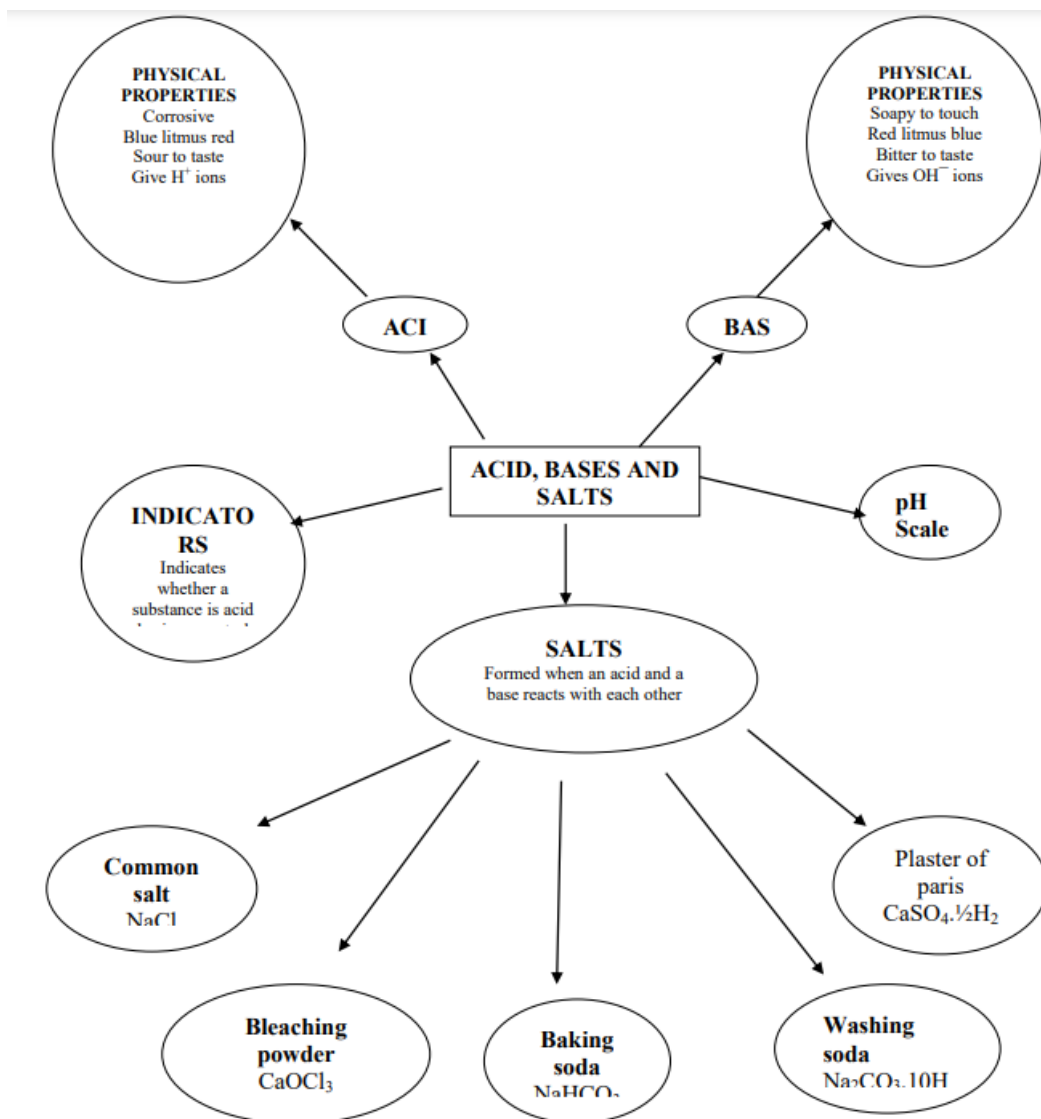 PHYSICAL
PROPERTIES
Corrosive
Blue litmus red
Sour to taste
Give H⁺ ions
PHYSICAL
PROPERTIES
Soapy to touch
Red litmus blue
Bitter to taste
Gives OH⁻ ions
ACI
BAS
ACID, BASES AND
SALTS
INDICATO
RS
Indicates
whether a
substance is acid
pH
Scale
SALTS
Formed when an acid and a
base reacts with each other
Common
salt
NaCl
Plaster of
paris
CaSO₄.½H₂
Bleaching
powder
CaOCl₃
Baking
soda
NaHCO₃
Washing
soda
Na₂CO₃.10H